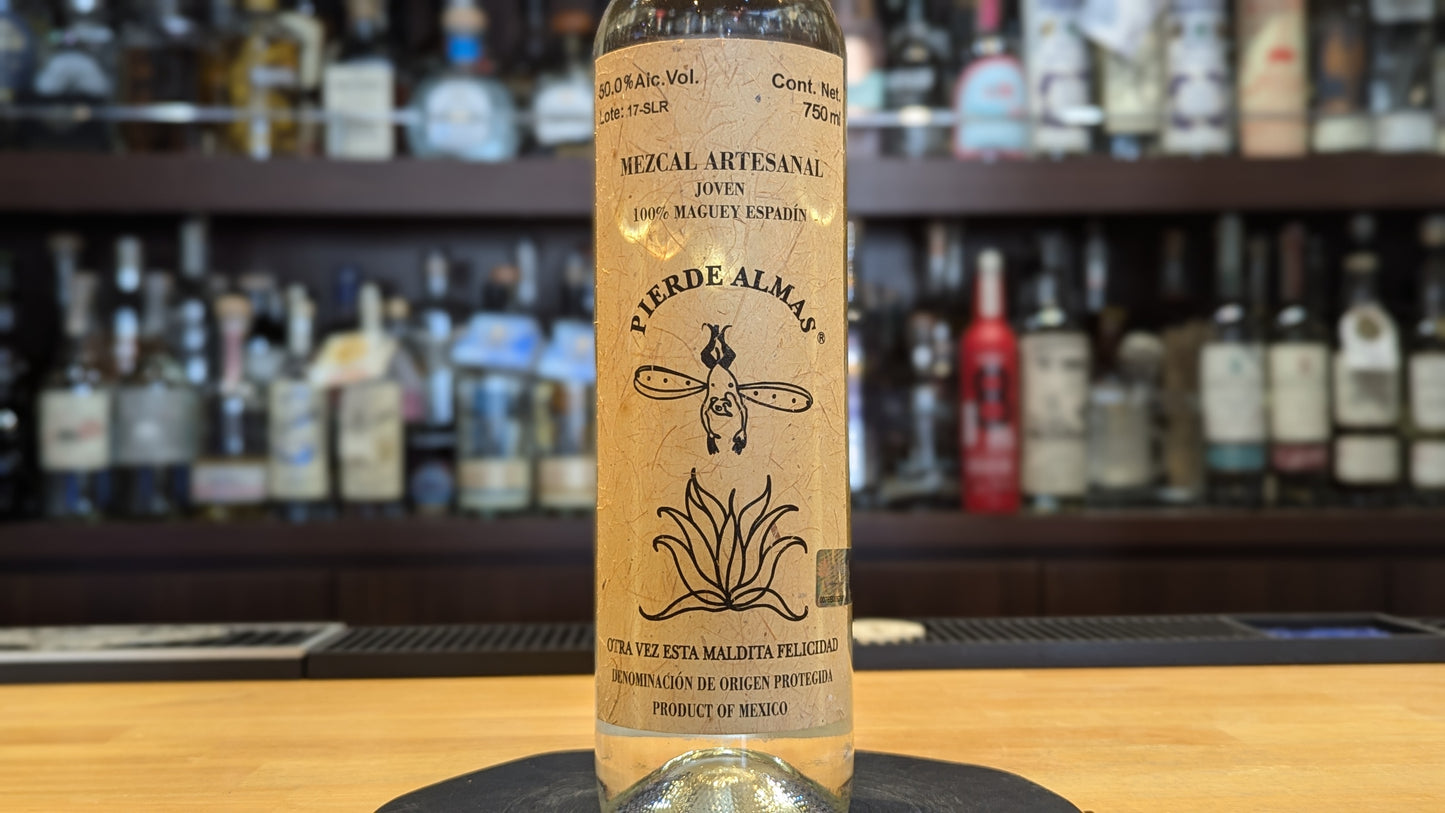 50.0%Alc.Vol.
Cont. Net.
Lote: 17-SLR
750 ml
MEZCAL ARTESANAL
JOVEN
100% MAGUEY ESPADÍN
PIERDE ALMAS®
OTRA VEZ ESTA MALDITA FELICIDAD
DENOMINACIÓN DE ORIGEN PROTEGIDA
PRODUCT OF MEXICO